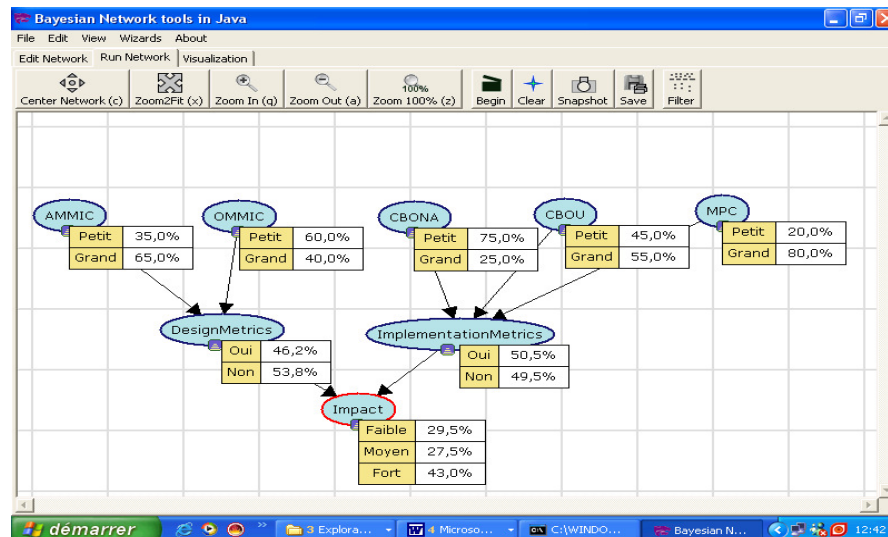 Bayesian Network tools in Java
File Edit View Wizards About
Edit Network Run Network Visualization
Center Network (c) Zoom2Fit (x) Zoom In (q) Zoom Out (a) 100% Zoom 100% (z) Begin Clear Snapshot Save Filter
AMMIC
Petit 35,0%
Grand 65,0%
OMMIC
Petit 60,0%
Grand 40,0%
CBONA
Petit 75,0%
Grand 25,0%
CBOU
Petit 45,0%
Grand 55,0%
MPC
Petit 20,0%
Grand 80,0%
DesignMetrics
Oui 46,2%
Non 53,8%
ImplementationMetrics
Oui 50,5%
Non 49,5%
Impact
Faible 29,5%
Moyen 27,5%
Fort 43,0%
démarrer » 3 Explora... 4 Microso... C:\WINDO... Bayesian N... 12:42